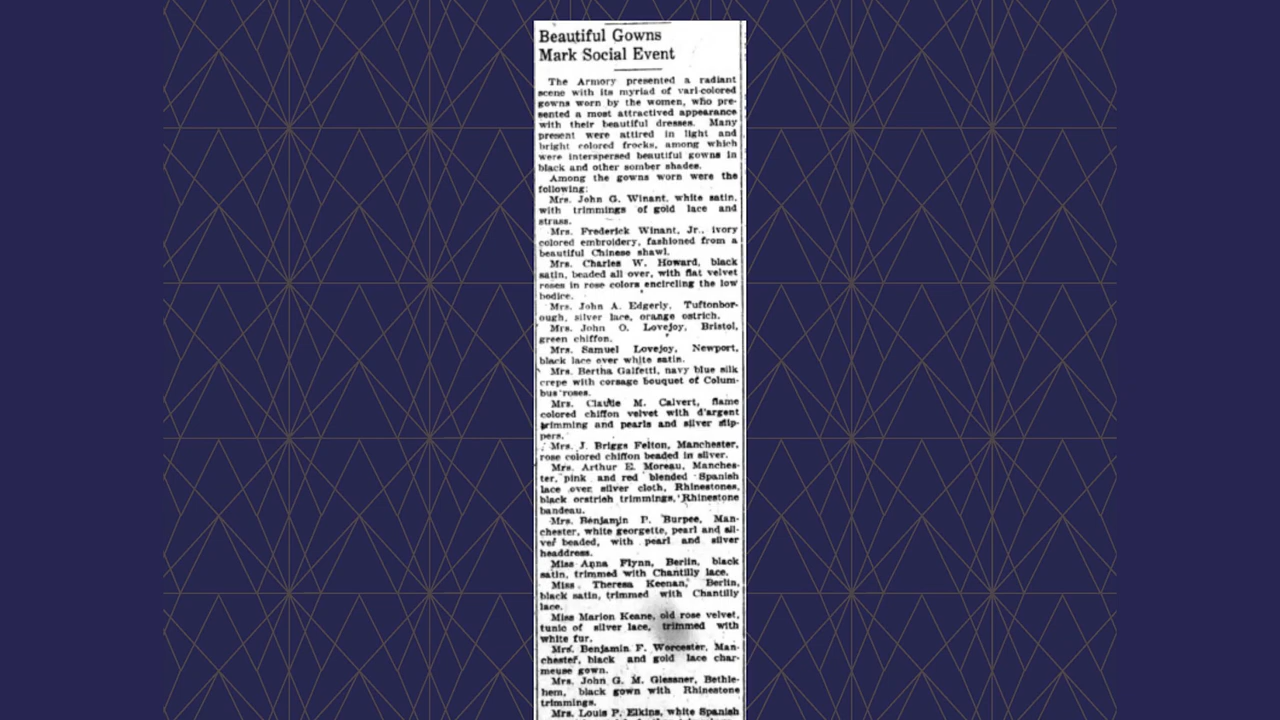 Beautiful Gowns
Mark Social Event
The Armory presented a radiant
scene with its myriad of vari-colored
gowns worn by the women, who pre-
sented a most attractived appearance
with their beautiful dresses. Many
present were attired in light and
bright colored frocks, among which
were interspersed beautiful gowns in
black and other somber shades.
Among the gowns worn were the
following:
Mrs. John G. Winant, white satin,
with trimmings of gold lace and
strass.
Mrs. Frederick Winant, Jr., ivory
colored embroidery, fashioned from a
beautiful Chinese shawl.
Mrs. Charles W. Howard, black
satin, beaded all over, with flat velvet
roses in rose colors encircling the low
bodice.
Mrs. John A. Edgerly, Tuftonbor-
ough, silver lace, orange ostrich.
Mrs. John O. Lovejoy, Bristol,
green chiffon.
Mrs. Samuel Lovejoy, Newport,
black lace over white satin.
Mrs. Bertha Galfetti, navy blue silk
crepe with corsage bouquet of Colum-
bus roses.
Mrs. Claude M. Calvert, flame
colored chiffon velvet with d'argent
trimming and pearls and silver slip-
pers.
Mrs. J. Briggs Felton, Manchester,
rose colored chiffon beaded in silver.
Mrs. Arthur E. Moreau, Manches-
ter, pink and red blended Spanish
lace over silver cloth, Rhinestones,
black orstrich trimmings, Rhinestone
bandeau.
Mrs. Benjamin P. Burpee, Man-
chester, white georgette, pearl and sil-
ver beaded, with pearl and silver
headdress.
Miss Anna Flynn, Berlin, black
satin, trimmed with Chantilly lace.
Miss Theresa Keenan, Berlin,
black satin, trimmed with Chantilly
lace.
Miss Marion Keane, old rose velvet,
tunic of silver lace, trimmed with
white fur.
Mrs. Benjamin F. Worcester, Man-
chester, black and gold lace char-
meuse gown.
Mrs. John G. M. Glessner, Bethle-
hem, black gown with Rhinestone
trimmings.
Mrs. Louis P. Elkins, white Spanish